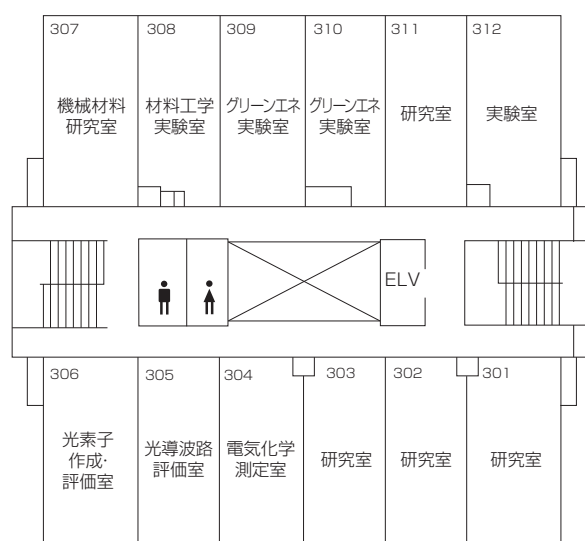 307
機械材料
研究室
308
材料工学
実験室
309
グリーンエネ
実験室
310
グリーンエネ
実験室
311
研究室
312
実験室
ELV
306
光素子
作成・
評価室
305
光導波路
評価室
304
電気化学
測定室
303
研究室
302
研究室
301
研究室